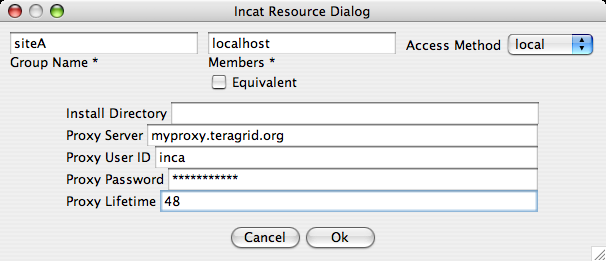 Incat Resource Dialog
siteA localhost Access Method local
Group Name * Members *
Equivalent
Install Directory
Proxy Server myproxy.teragrid.org
Proxy User ID inca
Proxy Password ***********
Proxy Lifetime 48
Cancel Ok